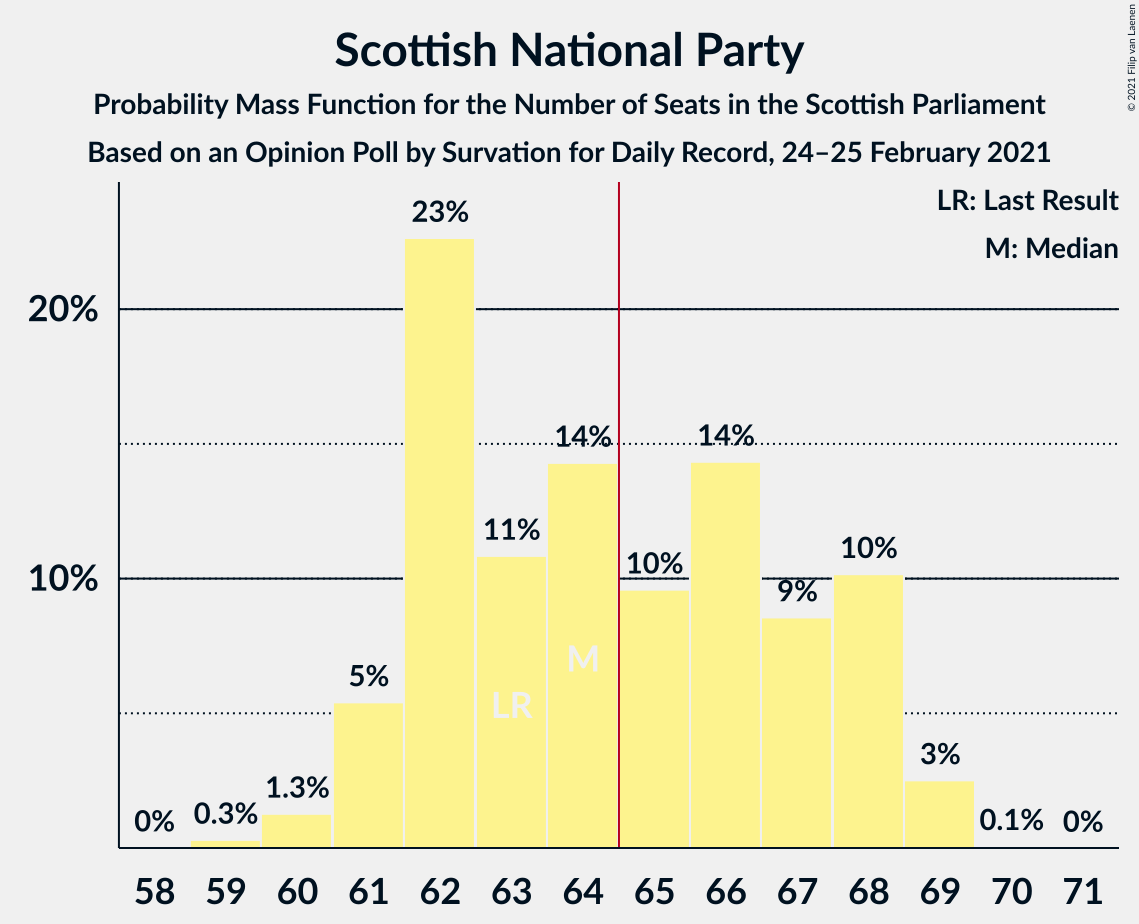 Scottish National Party
Probability Mass Function for the Number of Seats in the Scottish Parliament
Based on an Opinion Poll by Survation for Daily Record, 24–25 February 2021
© 2021 Filip van Laenen
LR: Last Result
M: Median
20%
10%
0%
0.3%
1.3%
5%
23%
11%
14%
10%
14%
9%
10%
3%
0.1%
0%
LR
M
58 59 60 61 62 63 64 65 66 67 68 69 70 71